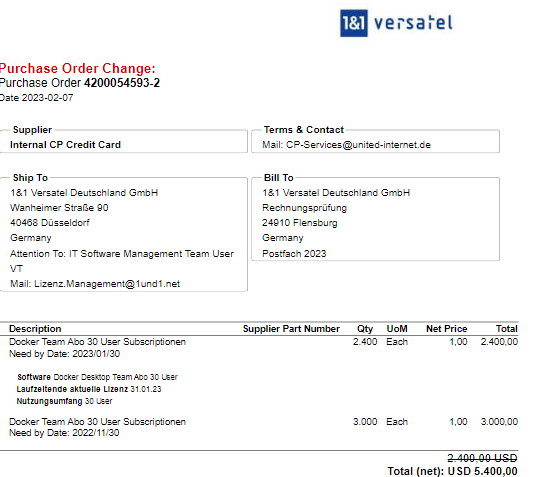 1&1 versatel
Purchase Order Change:
Purchase Order 4200054593-2
Date 2023-02-07
Supplier
Internal CP Credit Card
Terms & Contact
Mail: CP-Services@united-internet.de
Ship To
1&1 Versatel Deutschland GmbH
Wanheimer Straße 90
40468 Düsseldorf
Germany
Attention To: IT Software Management Team User
VT
Mail: Lizenz.Management@1und1.net
Bill To
1&1 Versatel Deutschland GmbH
Rechnungsprüfung
24910 Flensburg
Germany
Postfach 2023
Description Supplier Part Number Qty UoM Net Price Total
Docker Team Abo 30 User Subscriptionen 2.400 Each 1,00 2.400,00
Need by Date: 2023/01/30
Software Docker Desktop Team Abo 30 User
Laufzeitende aktuelle Lizenz 31.01.23
Nutzungsumfang 30 User
Docker Team Abo 30 User Subscriptionen 3.000 Each 1,00 3.000,00
Need by Date: 2022/11/30
2.400,00 USD
Total (net): USD 5.400,00